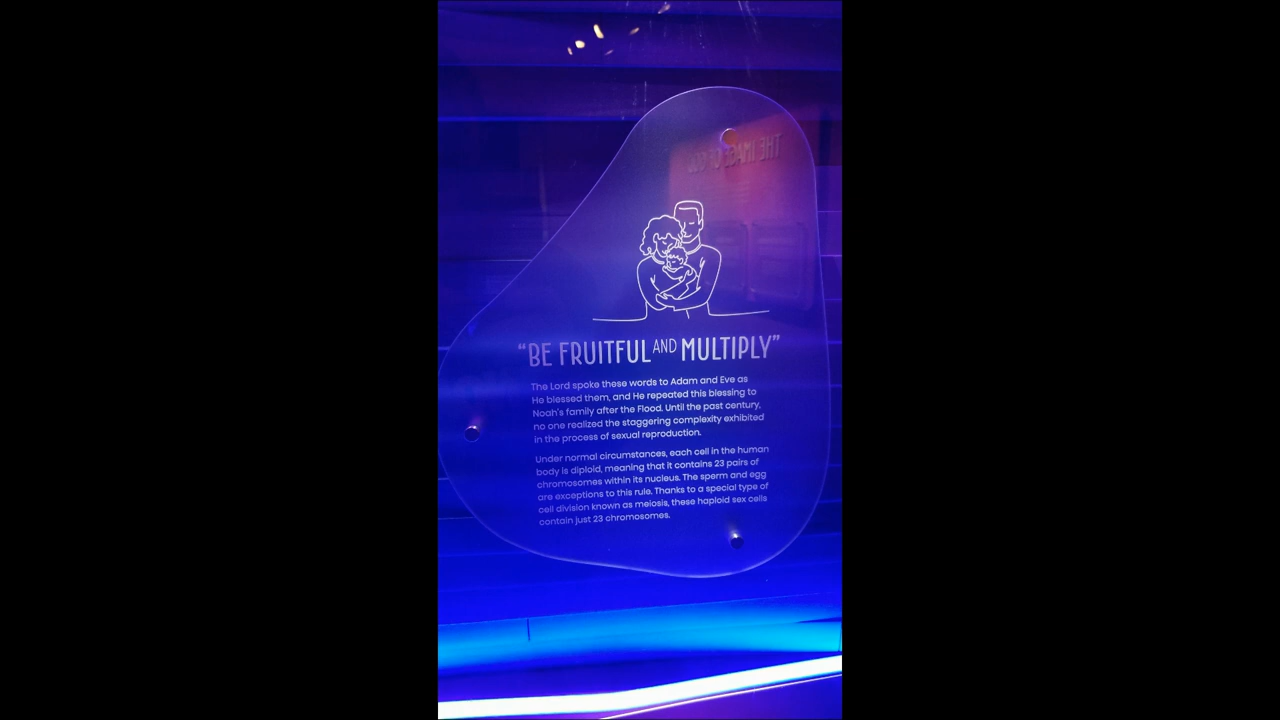 THE IMAGE OF GOD
“BE FRUITFUL AND MULTIPLY”
The Lord spoke these words to Adam and Eve as
He blessed them, and He repeated this blessing to
Noah's family after the Flood. Until the past century,
no one realized the staggering complexity exhibited
in the process of sexual reproduction.
Under normal circumstances, each cell in the human
body is diploid, meaning that it contains 23 pairs of
chromosomes within its nucleus. The sperm and egg
are exceptions to this rule. Thanks to a special type of
cell division known as meiosis, these haploid sex cells
contain just 23 chromosomes.